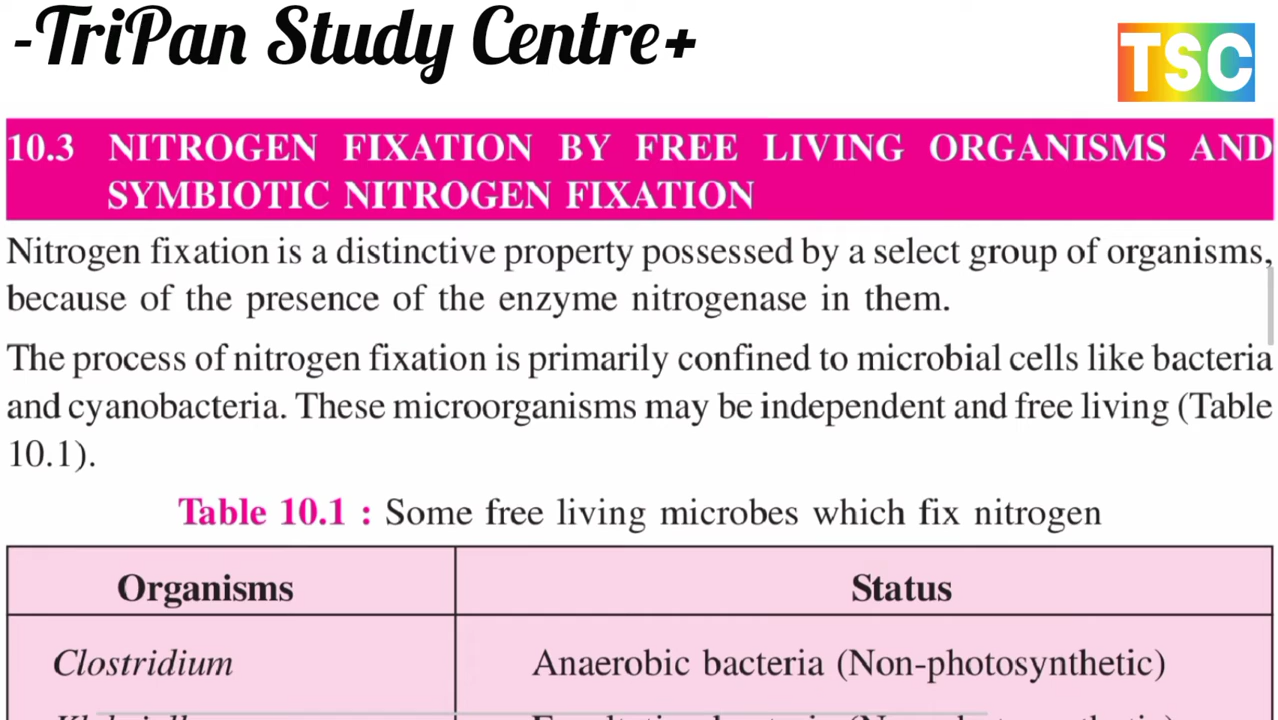 -TriPan Study Centre+
TSC
10.3 NITROGEN FIXATION BY FREE LIVING ORGANISMS AND
SYMBIOTIC NITROGEN FIXATION
Nitrogen fixation is a distinctive property possessed by a select group of organisms,
because of the presence of the enzyme nitrogenase in them.
The process of nitrogen fixation is primarily confined to microbial cells like bacteria
and cyanobacteria. These microorganisms may be independent and free living (Table
10.1).
Table 10.1 : Some free living microbes which fix nitrogen
Organisms Status
Clostridium Anaerobic bacteria (Non-photosynthetic)